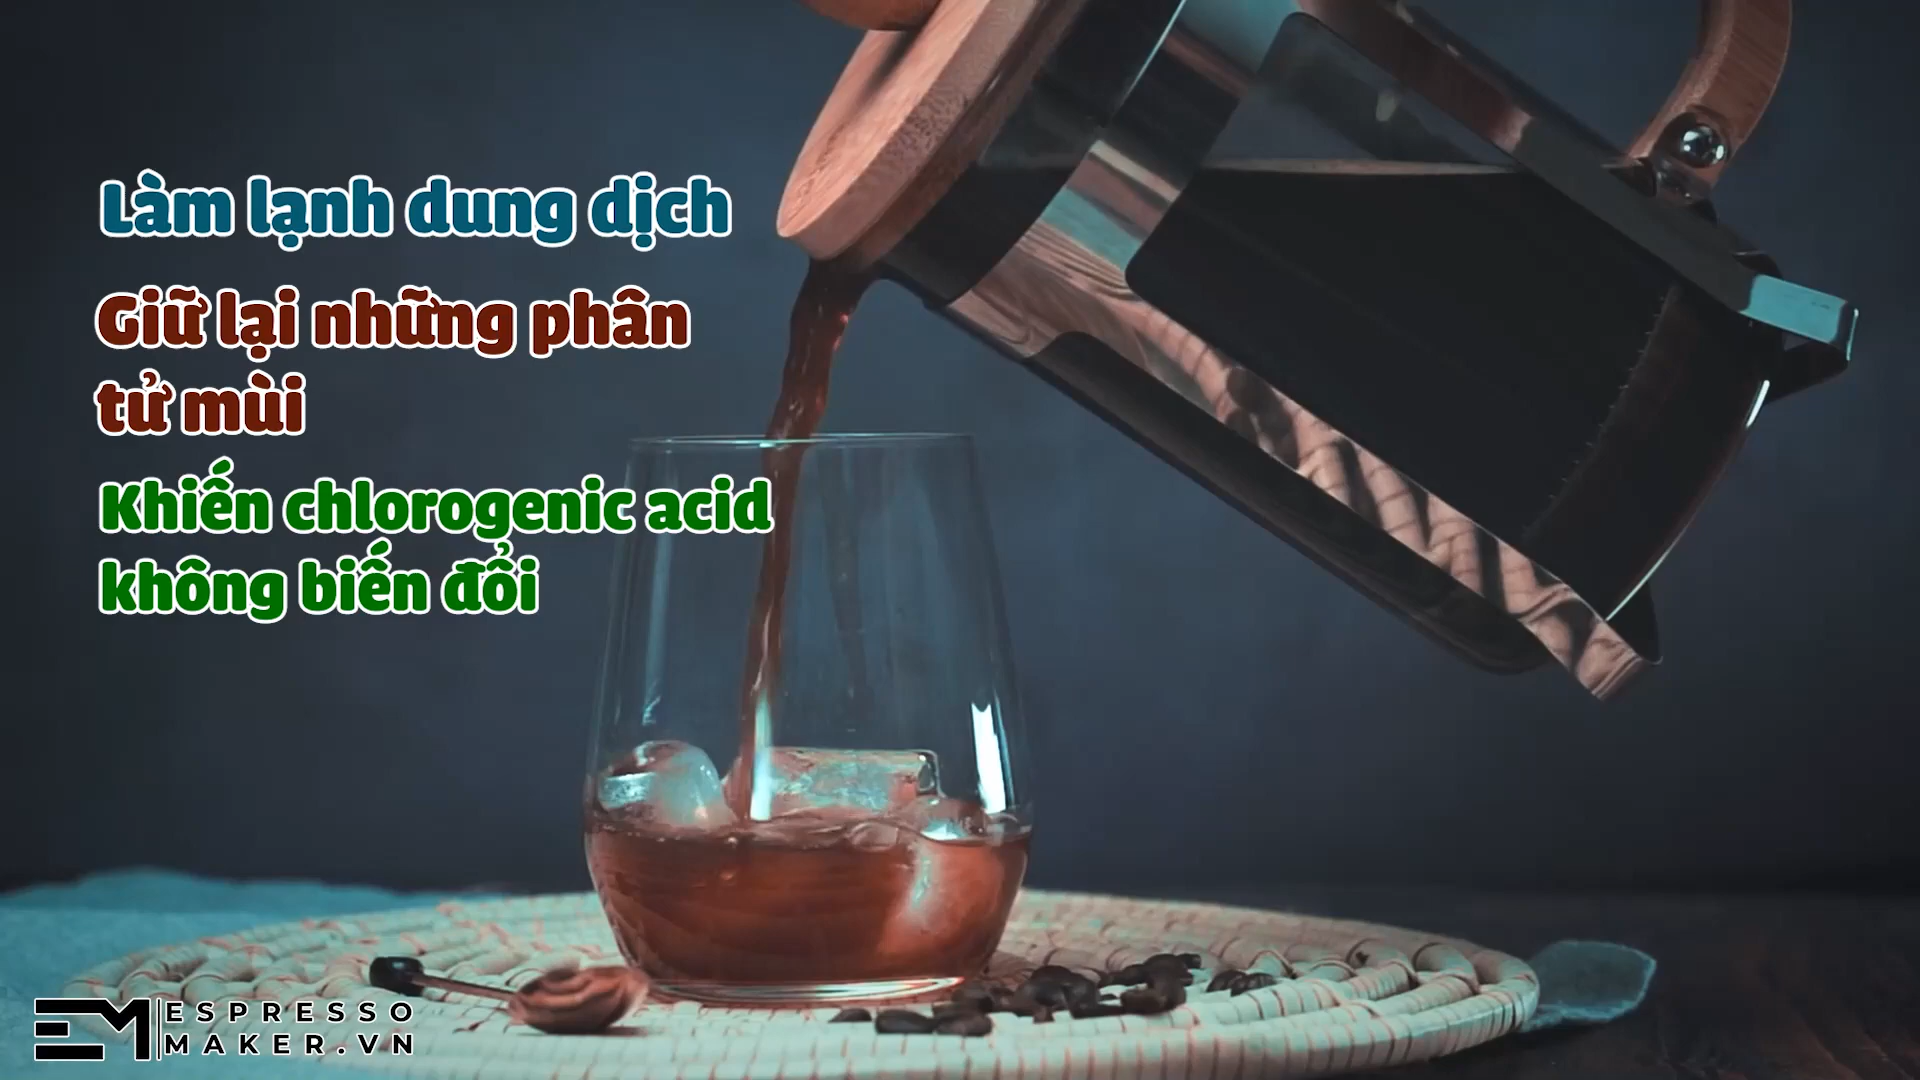 Làm lạnh dung dịch
Giữ lại những phân
tử mùi
Khiến chlorogenic acid
không biến đổi
EM ESPRESSO
MAKER.VN